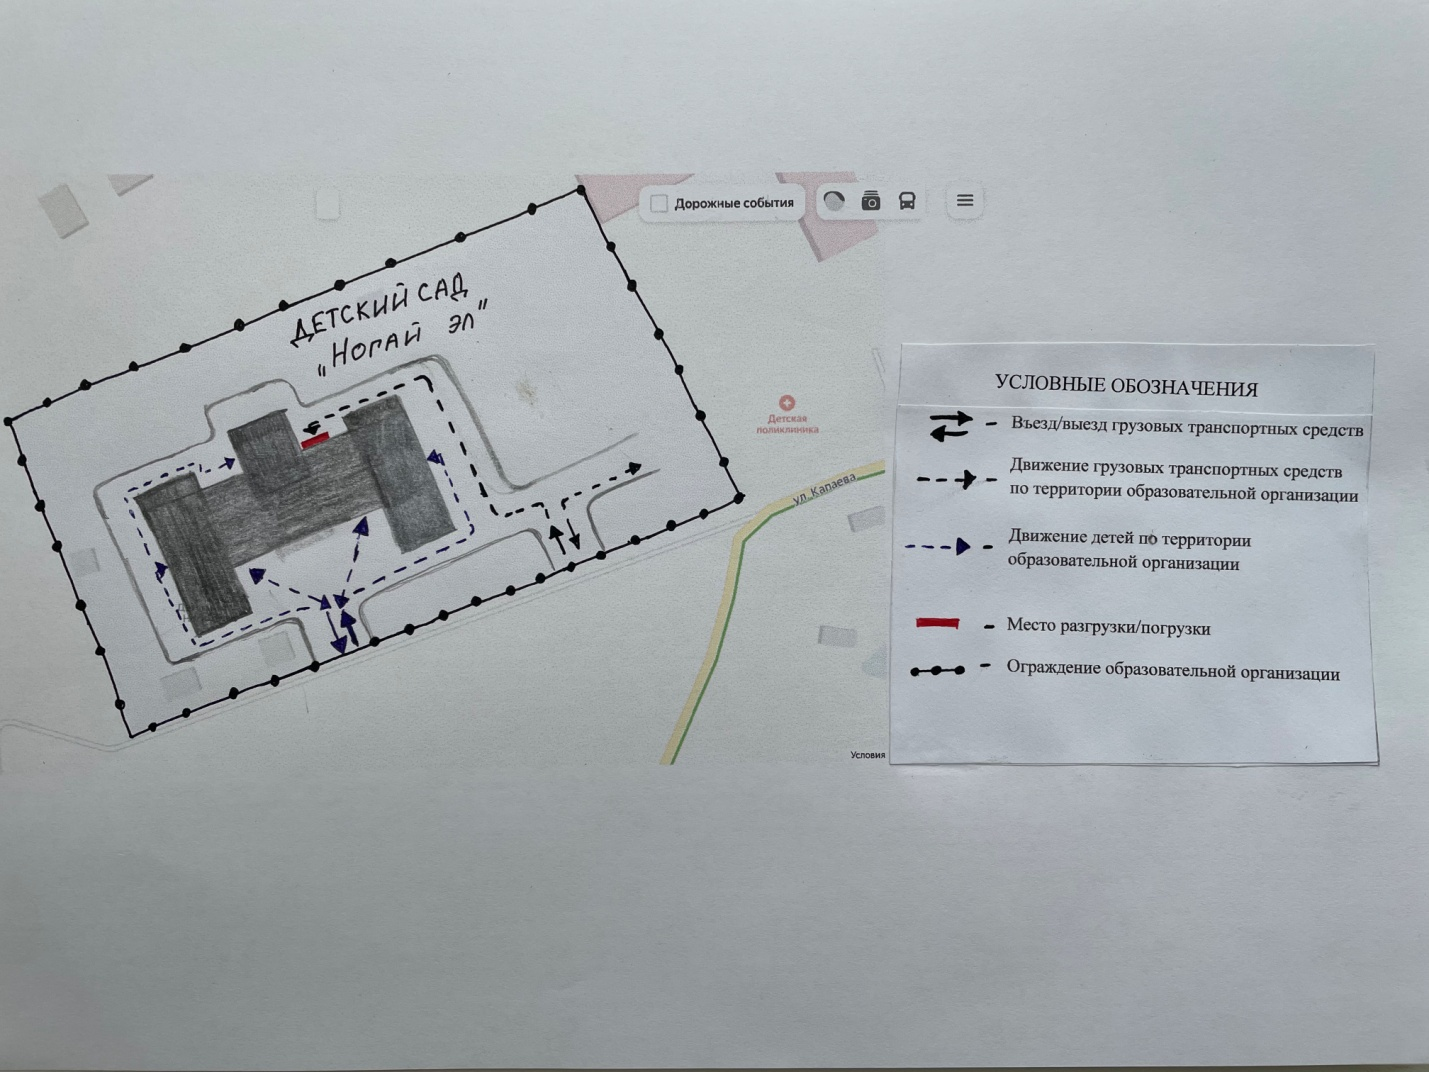 Дорожные события
ДЕТСКИЙ САД
"НОГАЙ ЭЛ"
Детская
поликлиника
ул. Капаева
Условия
УСЛОВНЫЕ ОБОЗНАЧЕНИЯ
- Въезд/выезд грузовых транспортных средств
- Движение грузовых транспортных средств
по территории образовательной организации
- Движение детей по территории
образовательной организации
- Место разгрузки/погрузки
- Ограждение образовательной организации